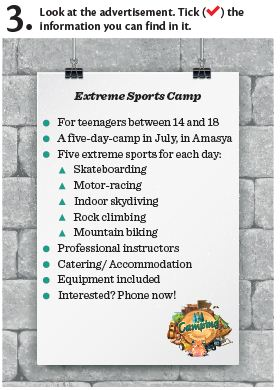 3. Look at the advertisement. Tick (✓) the
information you can find in it.
Extreme Sports Camp
For teenagers between 14 and 18
A five-day-camp in July, in Amasya
Five extreme sports for each day:
Skateboarding
Motor-racing
Indoor skydiving
Rock climbing
Mountain biking
Professional instructors
Catering/ Accommodation
Equipment included
Interested? Phone now!
Camping